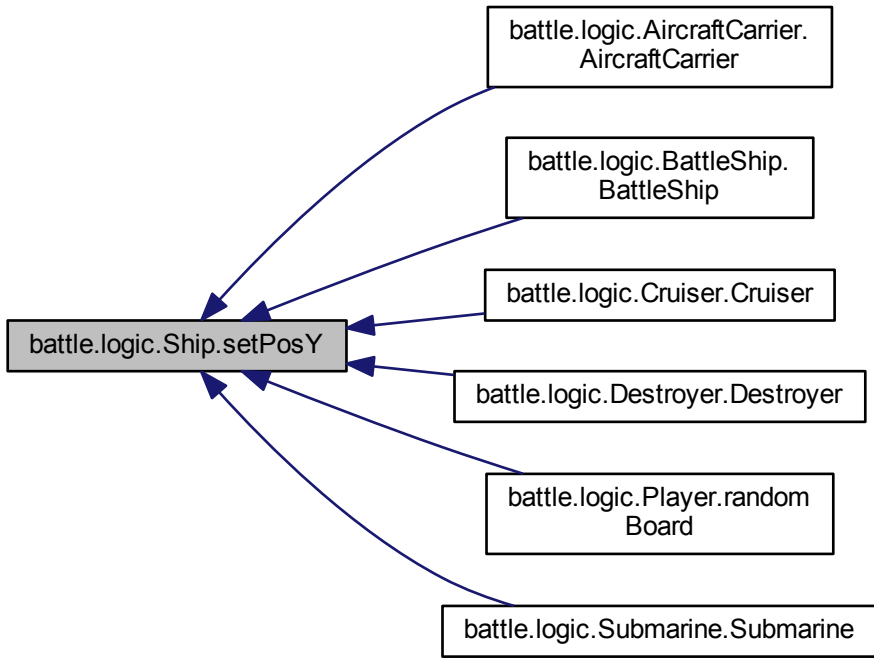 battle.logic.AircraftCarrier.
AircraftCarrier
battle.logic.BattleShip.
BattleShip
battle.logic.Cruiser.Cruiser
battle.logic.Ship.setPosY
battle.logic.Destroyer.Destroyer
battle.logic.Player.random
Board
battle.logic.Submarine.Submarine